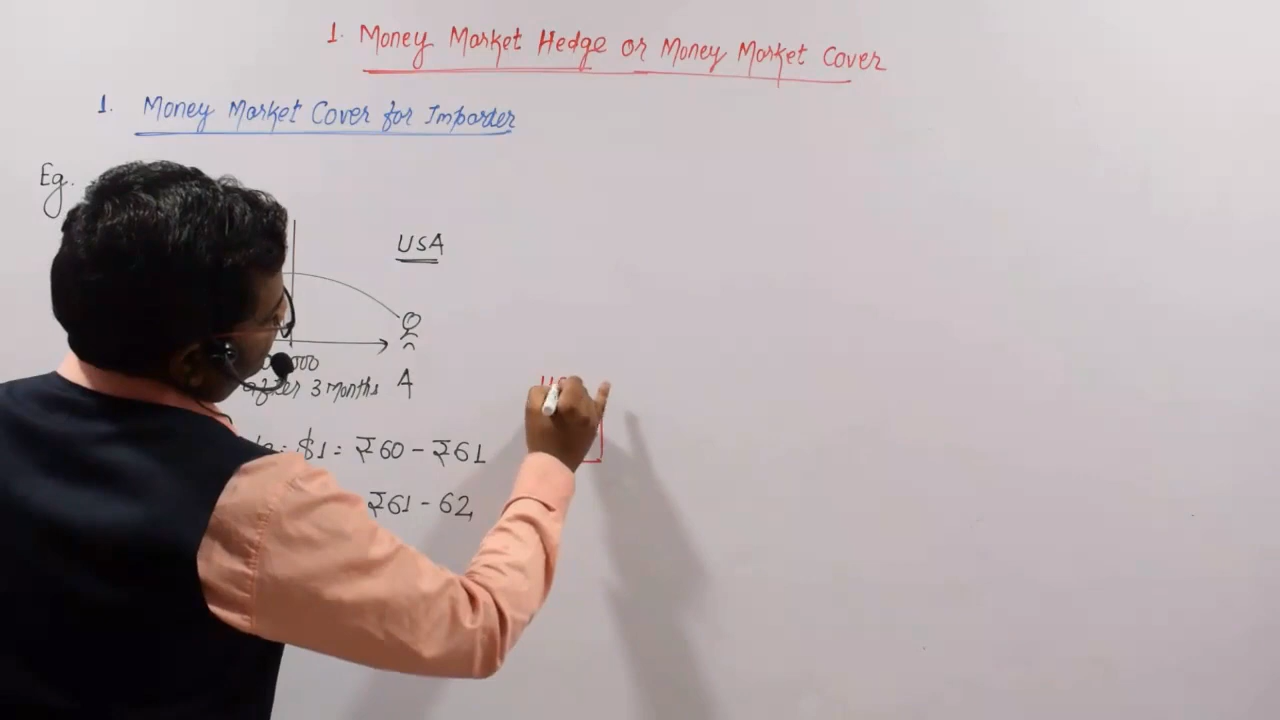 1. Money Market Hedge or Money Market Cover
1. Money Market Cover for Importer
Eg.
USA
000
after 3 months A
$1 = ₹60 - ₹61
₹61 - 62